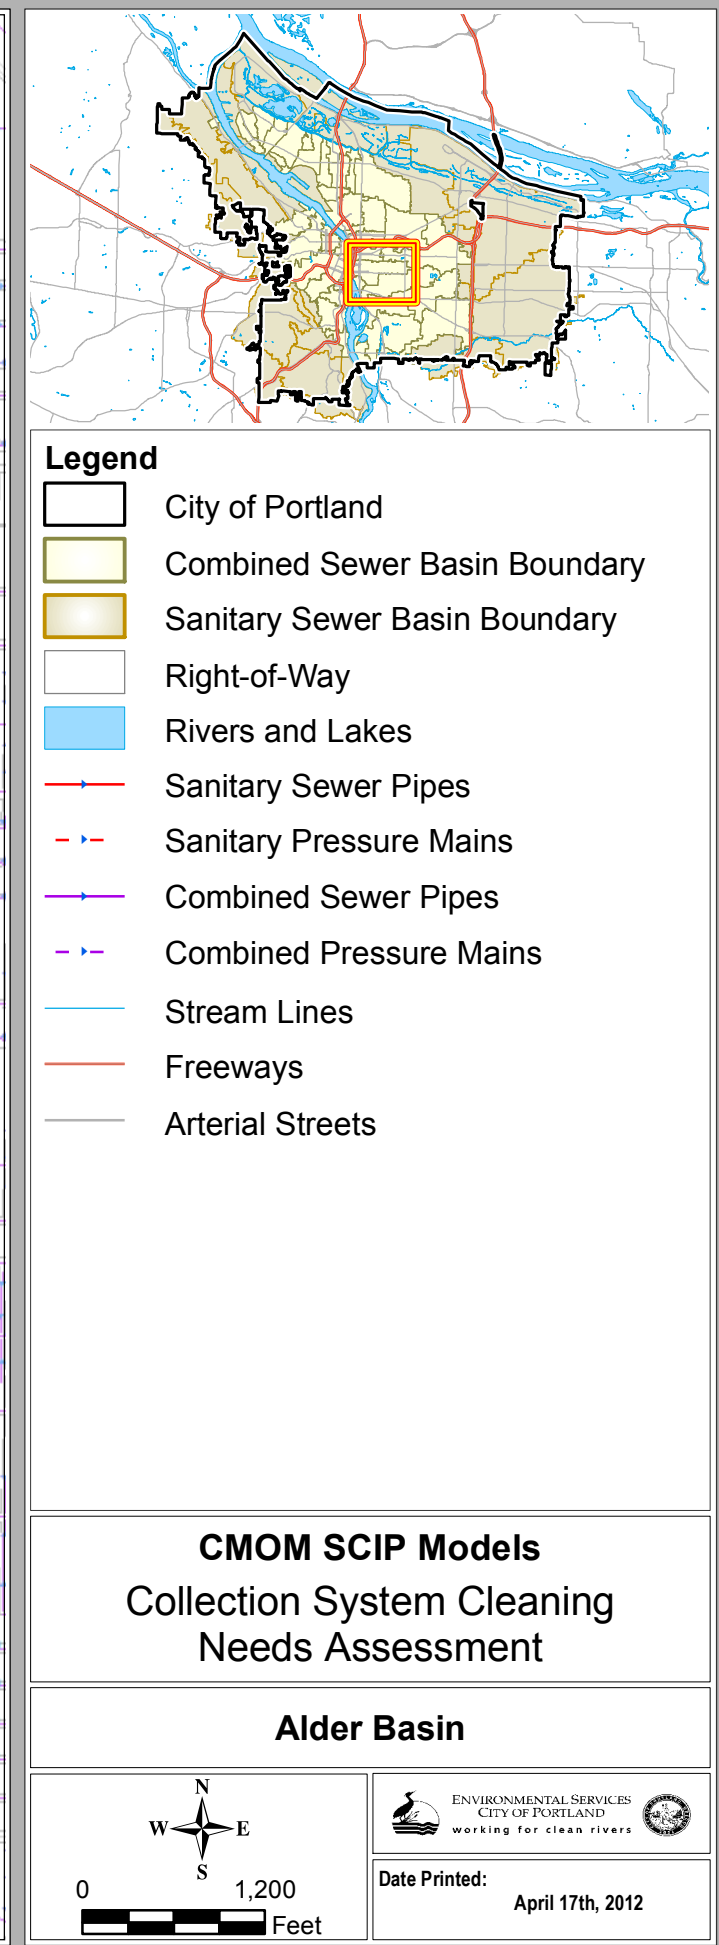 Legend
City of Portland
Combined Sewer Basin Boundary
Sanitary Sewer Basin Boundary
Right-of-Way
Rivers and Lakes
Sanitary Sewer Pipes
Sanitary Pressure Mains
Combined Sewer Pipes
Combined Pressure Mains
Stream Lines
Freeways
Arterial Streets
CMOM SCIP Models
Collection System Cleaning
Needs Assessment
Alder Basin
N
W E
S
0 1,200
Feet
ENVIRONMENTAL SERVICES
CITY OF PORTLAND
working for clean rivers
Date Printed:
April 17th, 2012